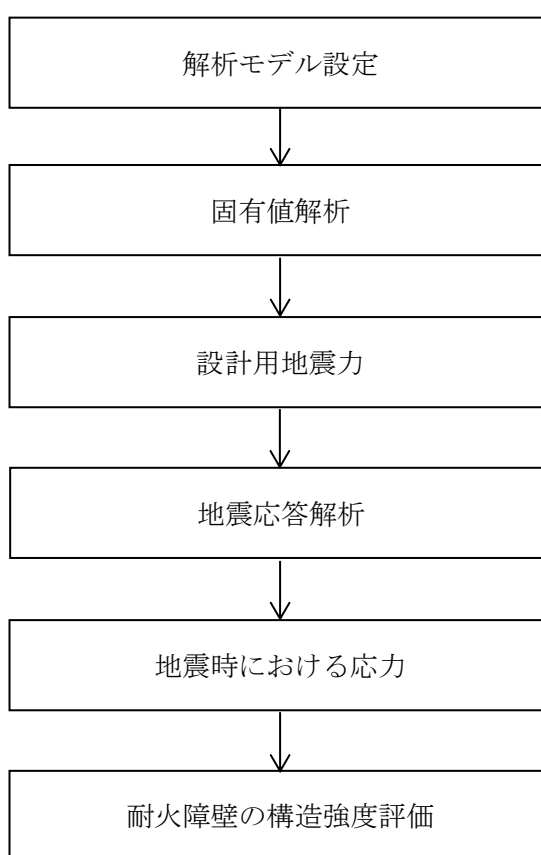 解析モデル設定
固有値解析
設計用地震力
地震応答解析
地震時における応力
耐火障壁の構造強度評価